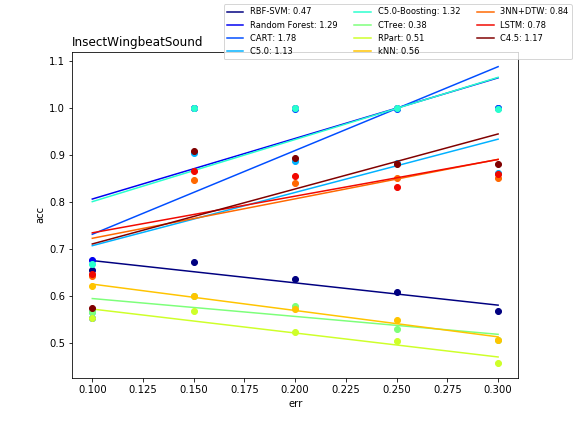 RBF-SVM: 0.47
Random Forest: 1.29
CART: 1.78
C5.0: 1.13
C5.0-Boosting: 1.32
CTree: 0.38
RPart: 0.51
kNN: 0.56
3NN+DTW: 0.84
LSTM: 0.78
C4.5: 1.17
InsectWingbeatSound
1.1
1.0
0.9
0.8
0.7
0.6
0.5
acc
0.100
0.125
0.150
0.175
0.200
0.225
0.250
0.275
0.300
err